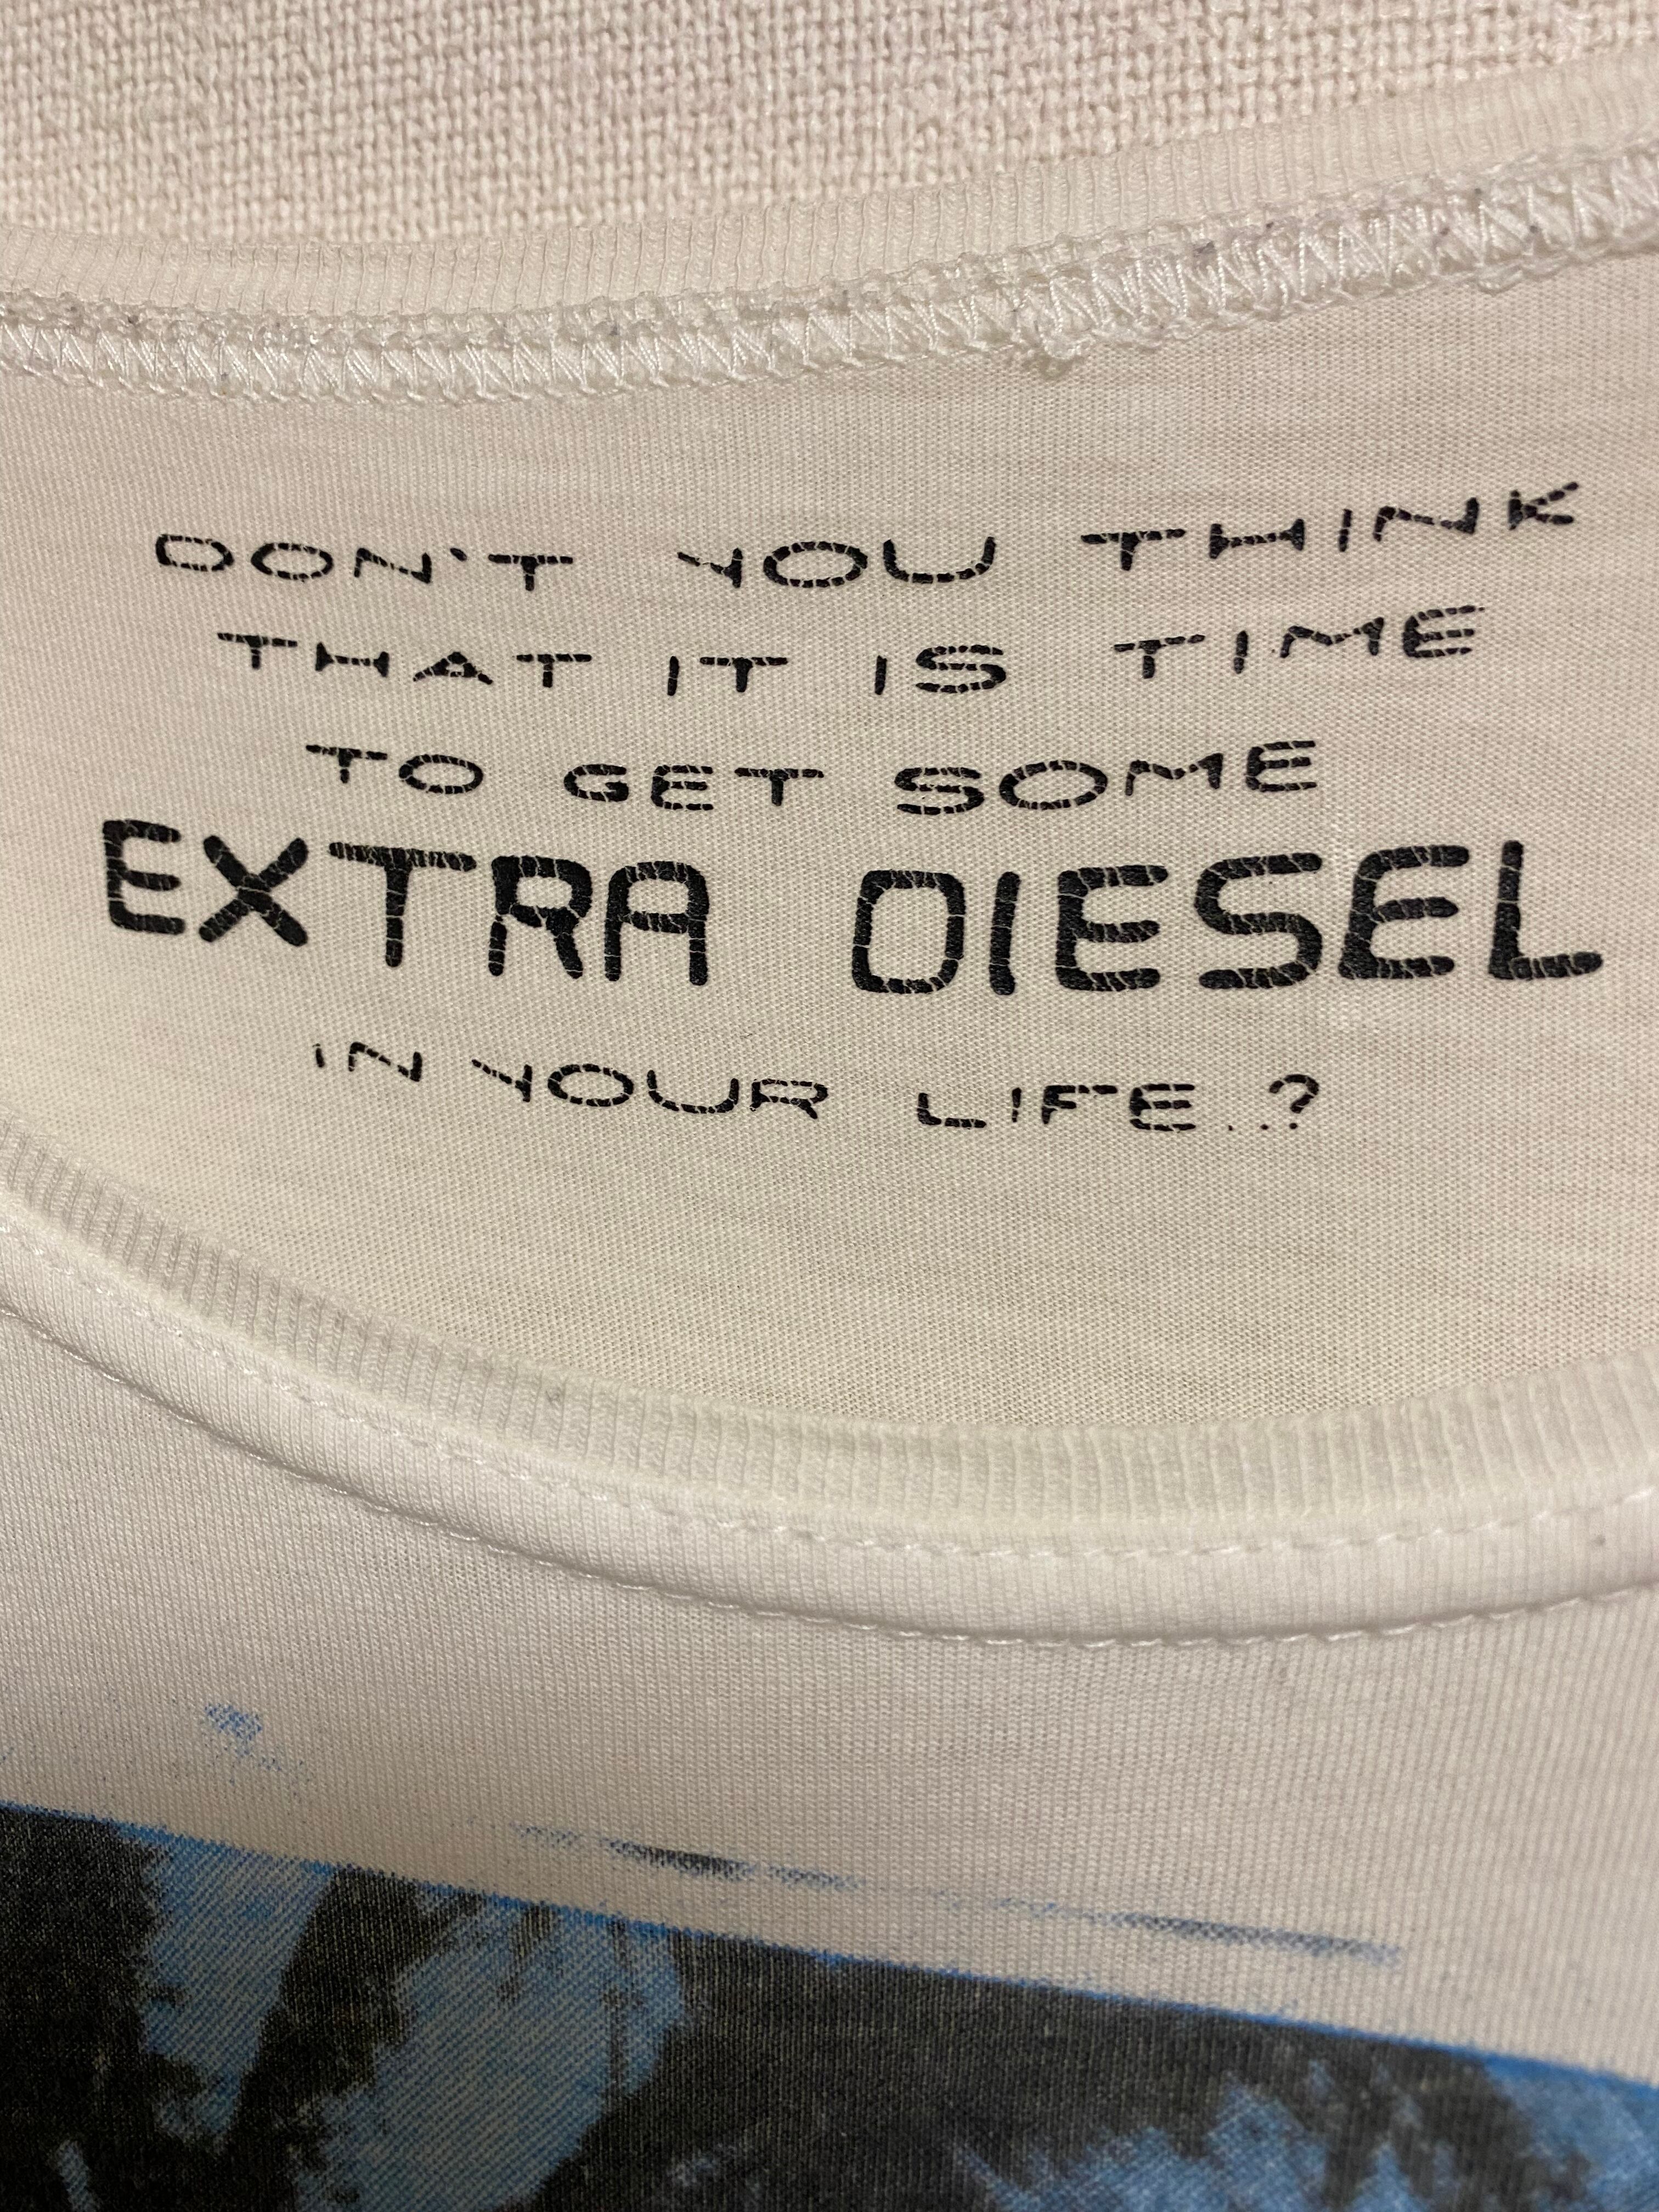 DON'T YOU THINK
THAT IT IS TIME
TO GET SOME
EXTRA DIESEL
IN YOUR LIFE..?